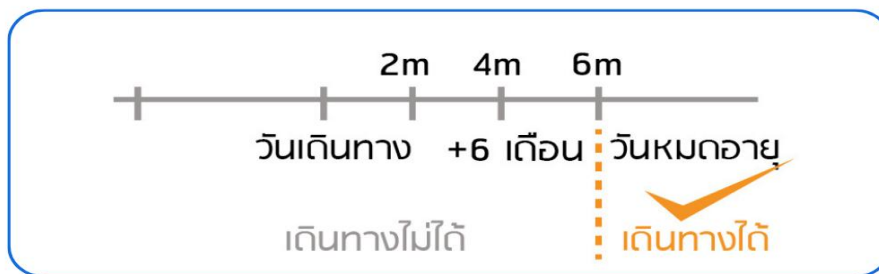 2m 4m 6m
วันเดินทาง +6 เดือน วันหมดอายุ
เดินทางไม่ได้ เดินทางได้